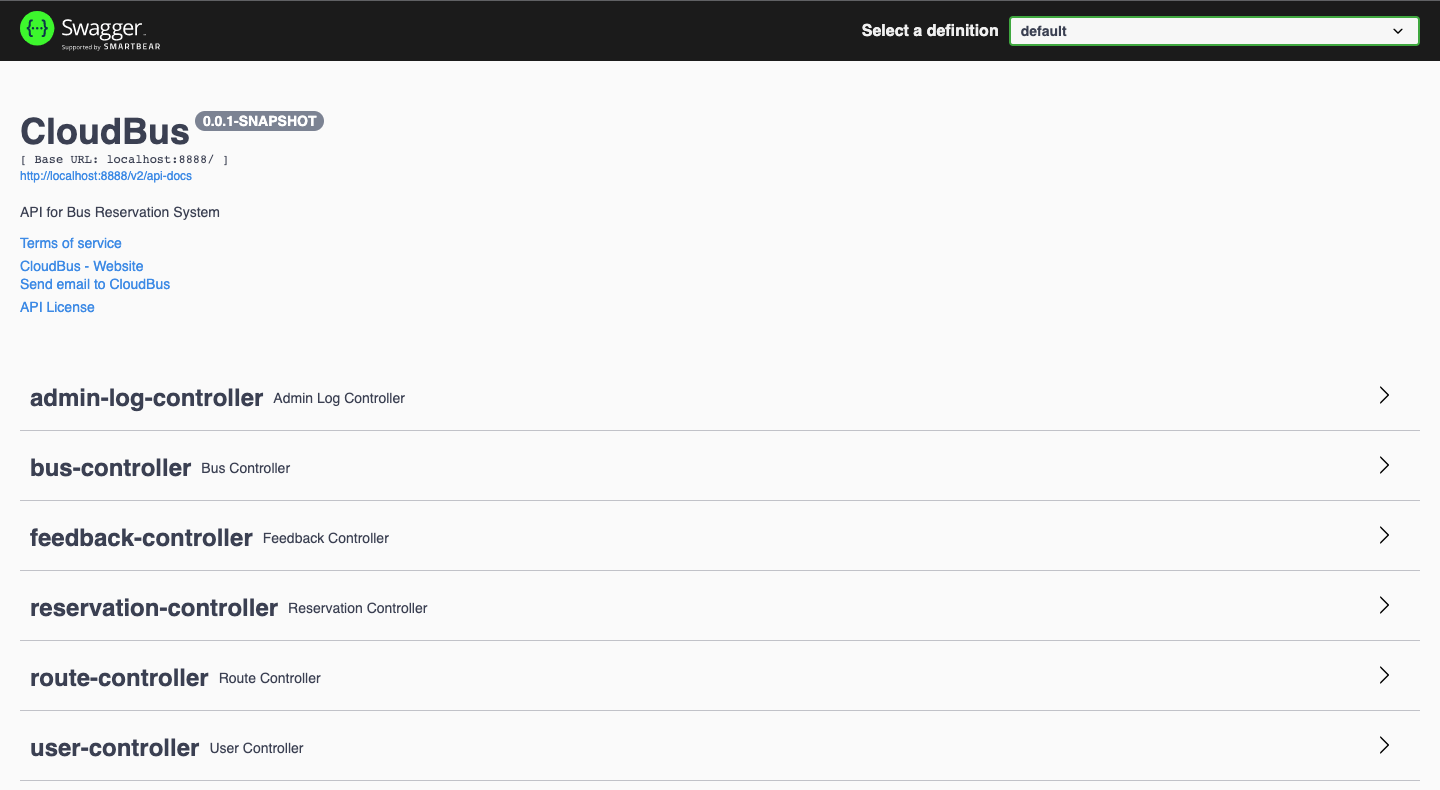 {···} Swagger
Supported by SMARTBEAR
Select a definition default
CloudBus 0.0.1-SNAPSHOT
[ Base URL: localhost:8888/ ]
http://localhost:8888/v2/api-docs
API for Bus Reservation System
Terms of service
CloudBus - Website
Send email to CloudBus
API License
admin-log-controller Admin Log Controller
bus-controller Bus Controller
feedback-controller Feedback Controller
reservation-controller Reservation Controller
route-controller Route Controller
user-controller User Controller